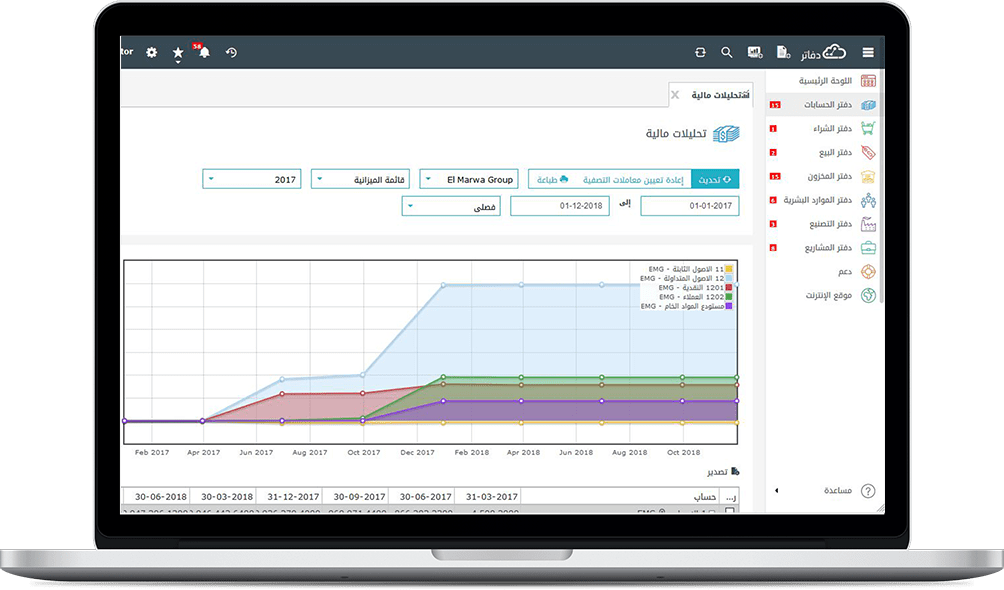 tor
56
دفاتر
اللوحة الرئيسية
دفتر الحسابات 15
دفتر الشراء 1
دفتر البيع 2
دفتر المخزون 15
دفتر الموارد البشرية 6
دفتر التصنيع 3
دفتر المشاريع 8
دعم
موقع الإنترنت
مساعدة
تحليلات مالية X
تحليلات مالية
تحديث إعادة تعيين معاملات التصفية طباعة El Marwa Group قائمة الميزانية 2017
01-01-2017 إلى 01-12-2018 فصلي
11 الاصول الثابتة - EMG
12 الاصول المتداولة - EMG
1201 النقدية - EMG
1202 العملاء - EMG
مستودع المواد الخام - EMG
Feb 2017 Apr 2017 Jun 2017 Aug 2017 Oct 2017 Dec 2017 Feb 2018 Apr 2018 Jun 2018 Aug 2018 Oct 2018
تصدير
ر... حساب 31-03-2017 30-06-2017 30-09-2017 31-12-2017 30-03-2018 30-06-2018